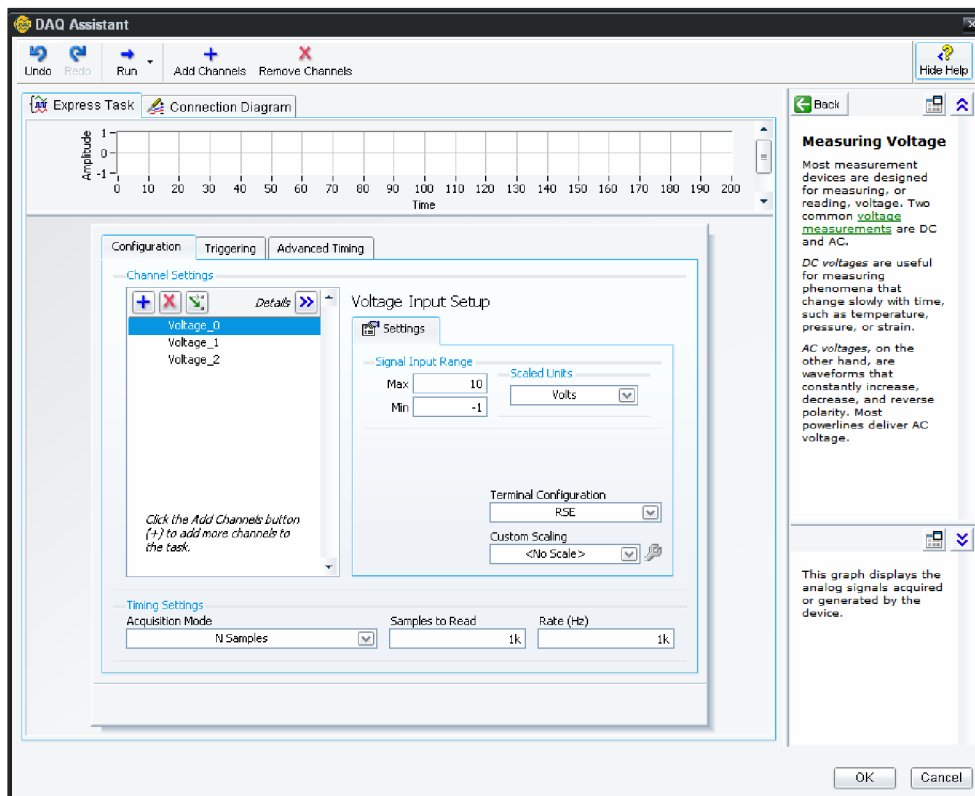 DAQ Assistant
Undo
Redo
Run
Add Channels
Remove Channels
Hide Help
Express Task
Connection Diagram
Amplitude
1
0
-1
0 10 20 30 40 50 60 70 80 90 100 110 120 130 140 150 160 170 180 190 200
Time
Configuration
Triggering
Advanced Timing
Channel Settings
Details
Voltage_0
Voltage_1
Voltage_2
Click the Add Channels button
(+) to add more channels to
the task.
Voltage Input Setup
Settings
Signal Input Range
Max 10
Min -1
Scaled Units
Volts
Terminal Configuration
RSE
Custom Scaling
<No Scale>
Timing Settings
Acquisition Mode
N Samples
Samples to Read
1k
Rate (Hz)
1k
Back
Measuring Voltage
Most measurement
devices are designed
for measuring, or
reading, voltage. Two
common voltage
measurements are DC
and AC.
DC voltages are useful
for measuring
phenomena that
change slowly with time,
such as temperature,
pressure, or strain.
AC voltages, on the
other hand, are
waveforms that
constantly increase,
decrease, and reverse
polarity. Most
powerlines deliver AC
voltage.
This graph displays the
analog signals acquired
or generated by the
device.
OK
Cancel